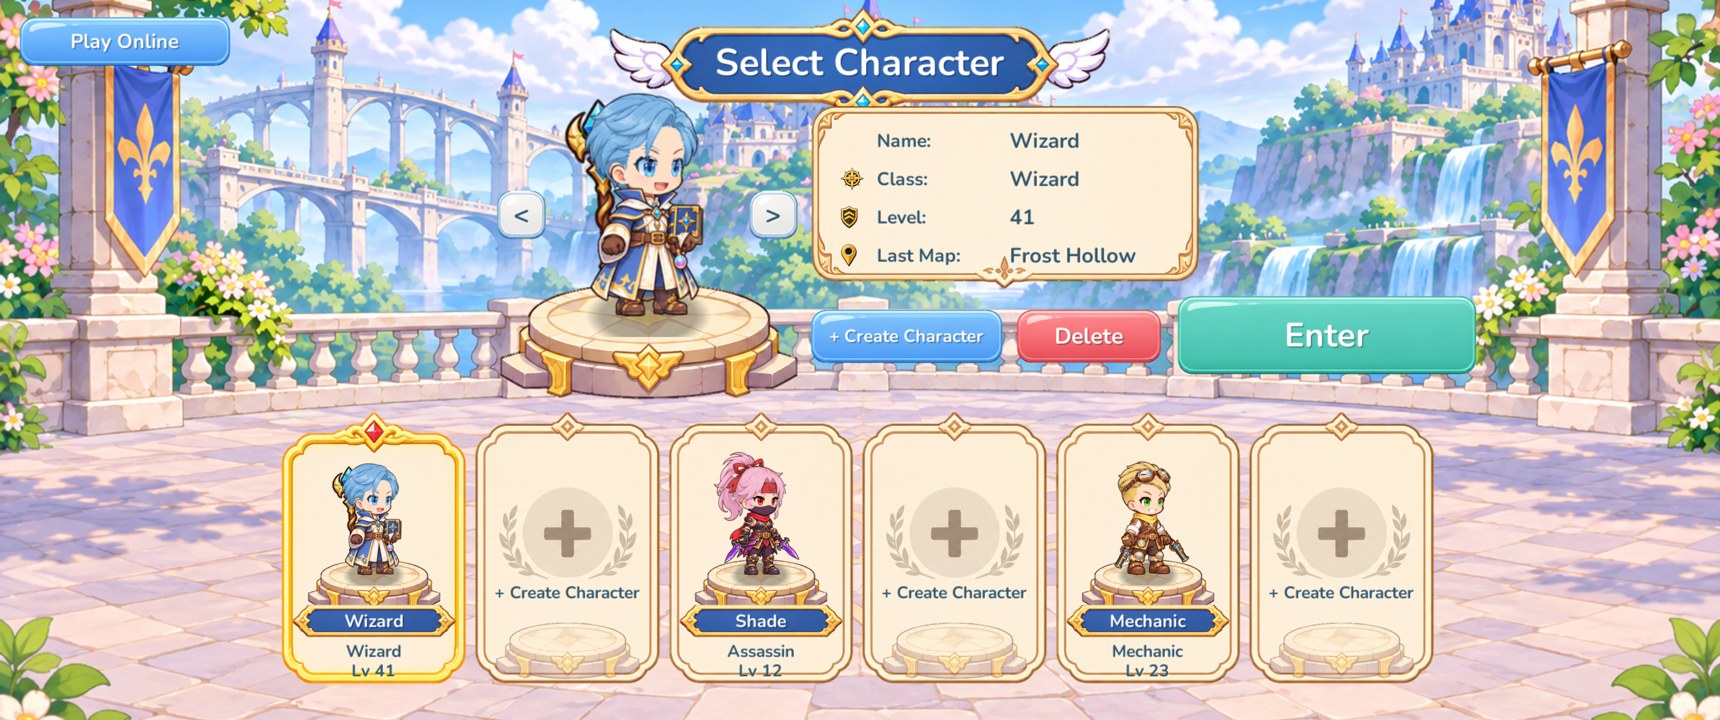 Play Online
Select Character
Name: Wizard
Class: Wizard
Level: 41
Last Map: Frost Hollow
<
>
+ Create Character
Delete
Enter
Wizard
Wizard
Lv 41
+ Create Character
Shade
Assassin
Lv 12
+ Create Character
Mechanic
Mechanic
Lv 23
+ Create Character